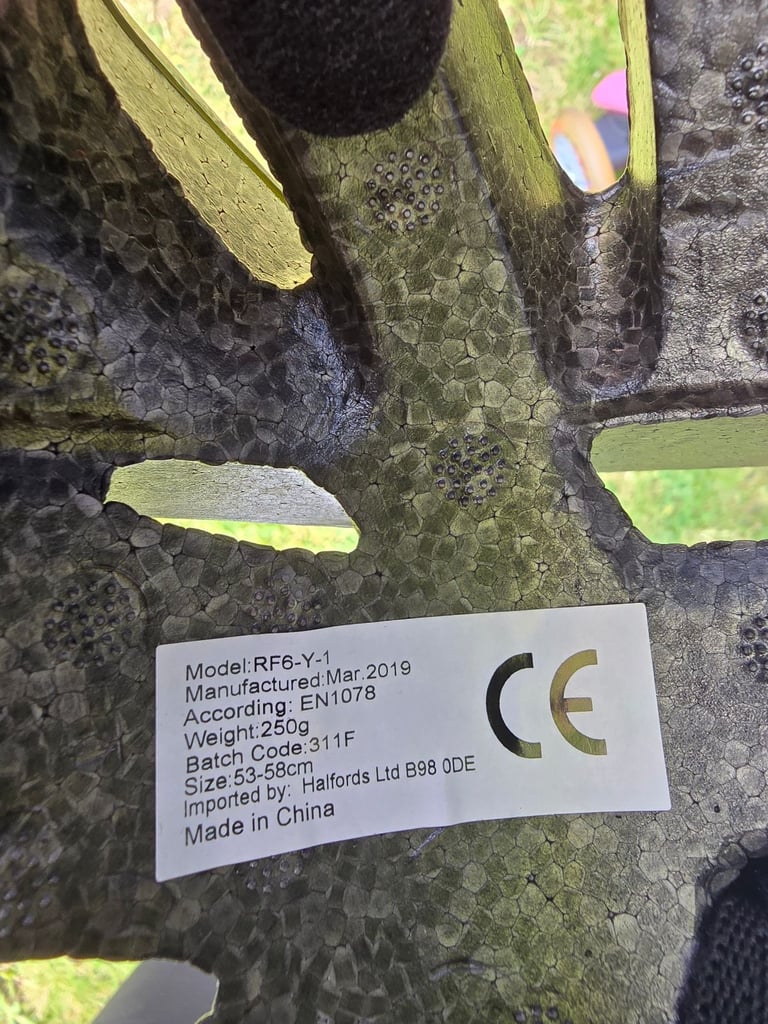 Model:RF6-Y-1
Manufactured:Mar.2019
According: EN1078
Weight:250g
Batch Code:311F
Size:53-58cm
Imported by: Halfords Ltd B98 0DE
Made in China
CE